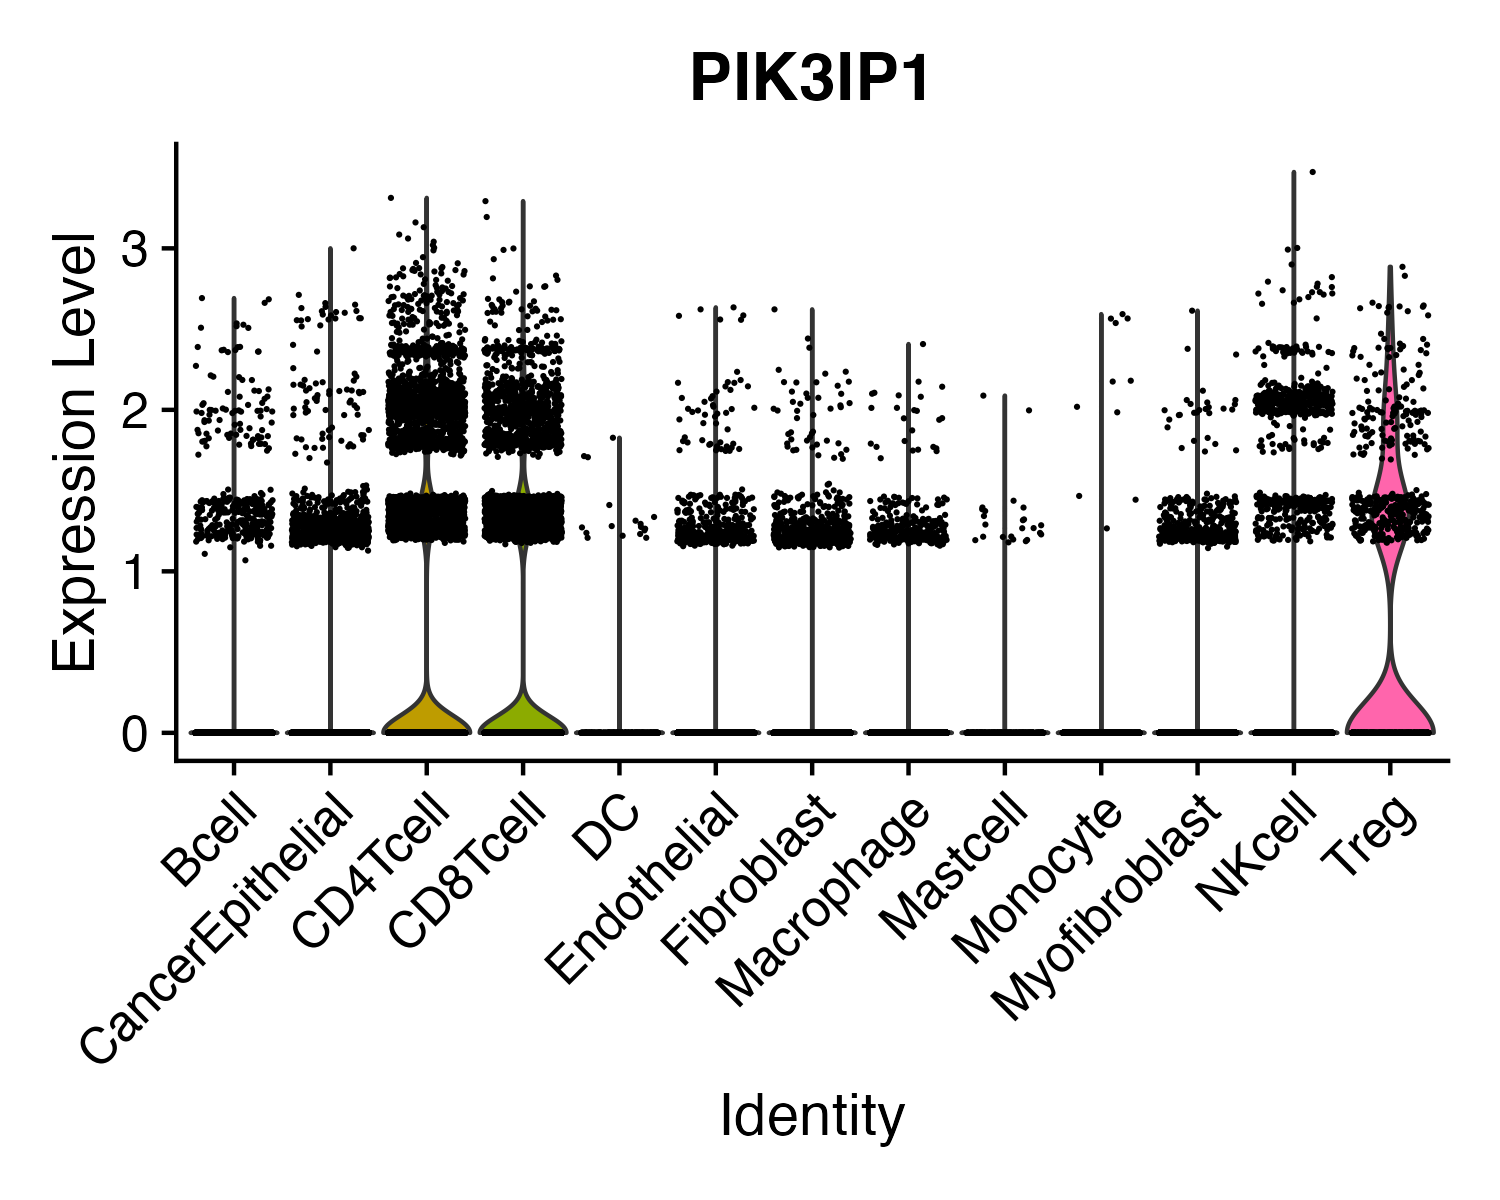 PIK3IP1
Expression Level
3
2
1
0
Bcell
CancerEpithelial
CD4Tcell
CD8Tcell
DC
Endothelial
Fibroblast
Macrophage
Mastcell
Monocyte
Myofibroblast
NKcell
Treg
Identity